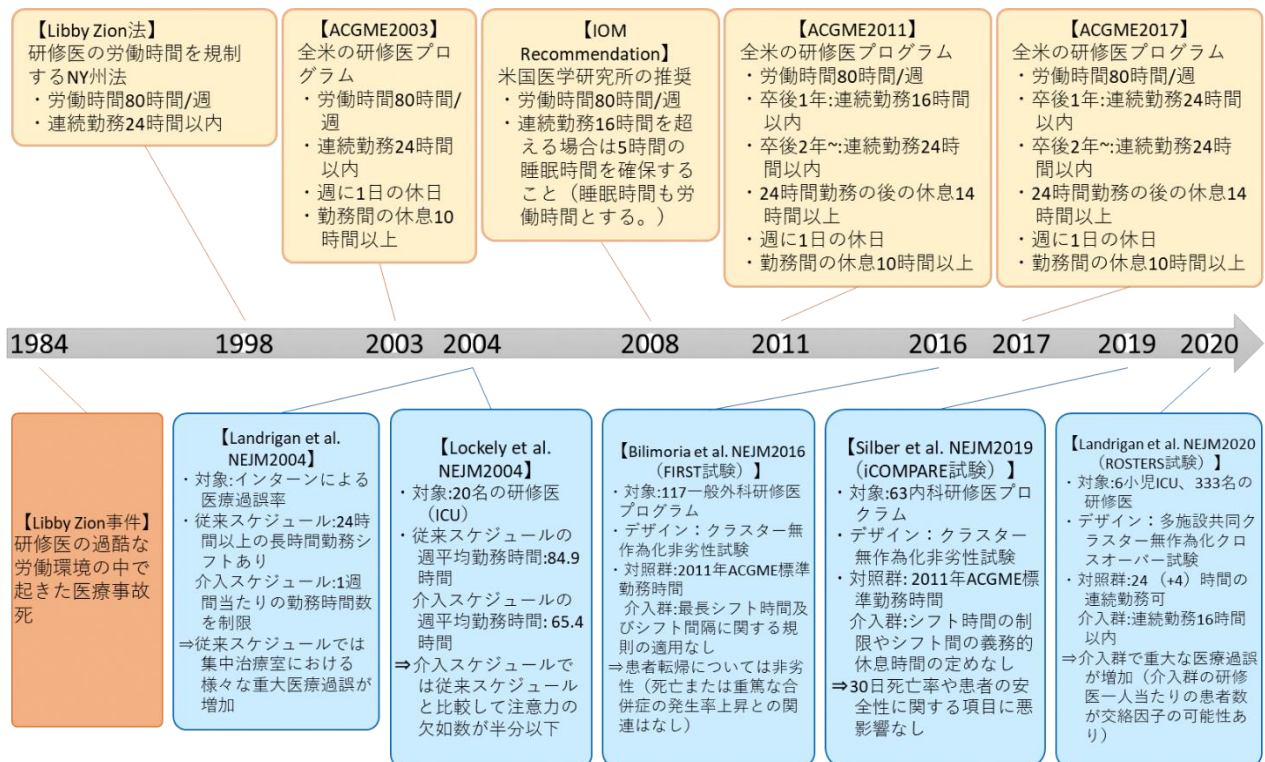 【Libby Zion法】
研修医の労働時間を規制
するNY州法
・労働時間80時間/週
・連続勤務24時間以内
【ACGME2003】
全米の研修医プロ
グラム
・労働時間80時間/
週
・連続勤務24時間
以内
・週に1日の休日
・勤務間の休息10
時間以上
【IOM
Recommendation】
米国医学研究所の推奨
・労働時間80時間/週
・連続勤務16時間を超
える場合は5時間の
睡眠時間を確保する
こと（睡眠時間も労
働時間とする。）
【ACGME2011】
全米の研修医プログラム
・労働時間80時間/週
・卒後1年:連続勤務16時間
以内
・卒後2年~:連続勤務24時
間以内
・24時間勤務の後の休息14
時間以上
・週に1日の休日
・勤務間の休息10時間以上
【ACGME2017】
全米の研修医プログラム
・労働時間80時間/週
・卒後1年:連続勤務24時間
以内
・卒後2年~:連続勤務24時
間以内
・24時間勤務の後の休息14
時間以上
・週に1日の休日
・勤務間の休息10時間以上
1984 1998 2003 2004 2008 2011 2016 2017 2019 2020
【Libby Zion事件】
研修医の過酷な
労働環境の中で
起きた医療事故
死
【Landrigan et al.
NEJM2004】
・対象:インターンによる
医療過誤率
・従来スケジュール:24時
間以上の長時間勤務シ
フトあり
介入スケジュール:1週
間当たりの勤務時間数
を制限
⇒従来スケジュールでは
集中治療室における
様々な重大医療過誤が
増加
【Lockely et al.
NEJM2004】
・対象:20名の研修医
（ICU）
・従来スケジュールの
週平均勤務時間:84.9
時間
介入スケジュールの
週平均勤務時間: 65.4
時間
⇒介入スケジュールで
は従来スケジュール
と比較して注意力の
欠如数が半分以下
【Bilimoria et al. NEJM2016
（FIRST試験）】
・対象:117一般外科研修医
プログラム
・デザイン：クラスター無
作為化非劣性試験
・対照群:2011年ACGME標準
勤務時間
介入群:最長シフト時間及
びシフト間隔に関する規
則の適用なし
⇒患者転帰については非劣
性（死亡または重篤な合
併症の発生率上昇との関
連はなし）
【Silber et al. NEJM2019
（iCOMPARE試験）】
・対象:63内科研修医プロ
グラム
・デザイン：クラスター
無作為化非劣性試験
・対照群: 2011年ACGME標
準勤務時間
介入群:シフト時間の制
限やシフト間の義務的
休息時間の定めなし
⇒30日死亡率や患者の安
全性に関する項目に悪
影響なし
【Landrigan et al. NEJM2020
（ROSTERS試験）】
・対象:6小児ICU、333名の
研修医
・デザイン：多施設共同ク
ラスター無作為化クロ
スオーバー試験
・対照群:24（+4）時間の
連続勤務可
介入群:連続勤務16時間
以内
⇒介入群で重大な医療過誤
が増加（介入群の研修
医一人当たりの患者数
が交絡因子の可能性あ
り）